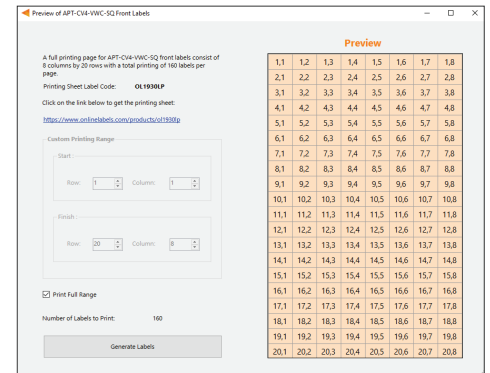 Preview of APT-CV4-VWC-SQ Front Labels
A full printing page for APT-CV4-VWC-SQ front labels consist of
8 columns by 20 rows with a total printing of 160 labels per
page.
Printing Sheet Label Code: OL1930LP
Click on the link below to get the printing sheet:
https://www.onlinelabels.com/products/ol1930lp
Custom Printing Range
Start
Row: 1 Column: 1
Finish
Row: 20 Column: 8
Print Full Range
Number of Labels to Print: 160
Generate Labels
Preview
1,1 1,2 1,3 1,4 1,5 1,6 1,7 1,8
2,1 2,2 2,3 2,4 2,5 2,6 2,7 2,8
3,1 3,2 3,3 3,4 3,5 3,6 3,7 3,8
4,1 4,2 4,3 4,4 4,5 4,6 4,7 4,8
5,1 5,2 5,3 5,4 5,5 5,6 5,7 5,8
6,1 6,2 6,3 6,4 6,5 6,6 6,7 6,8
7,1 7,2 7,3 7,4 7,5 7,6 7,7 7,8
8,1 8,2 8,3 8,4 8,5 8,6 8,7 8,8
9,1 9,2 9,3 9,4 9,5 9,6 9,7 9,8
10,1 10,2 10,3 10,4 10,5 10,6 10,7 10,8
11,1 11,2 11,3 11,4 11,5 11,6 11,7 11,8
12,1 12,2 12,3 12,4 12,5 12,6 12,7 12,8
13,1 13,2 13,3 13,4 13,5 13,6 13,7 13,8
14,1 14,2 14,3 14,4 14,5 14,6 14,7 14,8
15,1 15,2 15,3 15,4 15,5 15,6 15,7 15,8
16,1 16,2 16,3 16,4 16,5 16,6 16,7 16,8
17,1 17,2 17,3 17,4 17,5 17,6 17,7 17,8
18,1 18,2 18,3 18,4 18,5 18,6 18,7 18,8
19,1 19,2 19,3 19,4 19,5 19,6 19,7 19,8
20,1 20,2 20,3 20,4 20,5 20,6 20,7 20,8